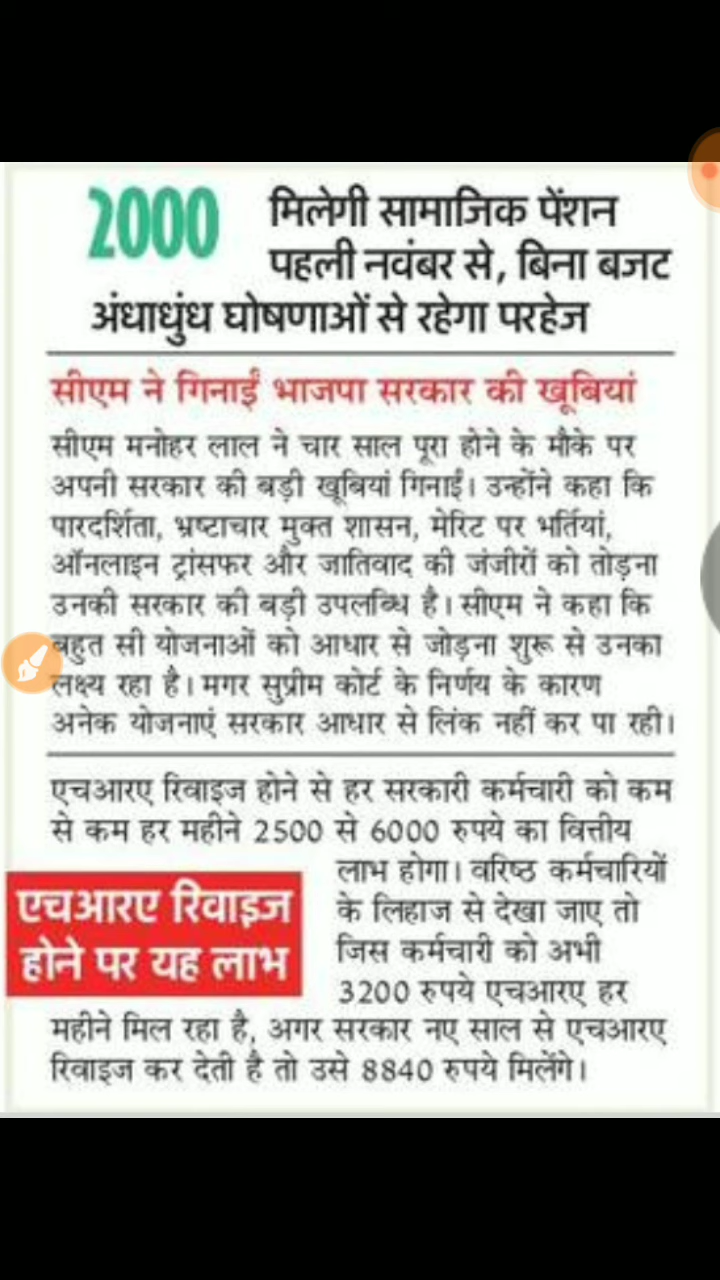 2000 मिलेगी सामाजिक पेंशन
पहली नवंबर से, बिना बजट
अंधाधुंध घोषणाओं से रहेगा परहेज
सीएम ने गिनाईं भाजपा सरकार की खूबियां
सीएम मनोहर लाल ने चार साल पूरा होने के मौके पर
अपनी सरकार की बड़ी खूबियां गिनाईं। उन्होंने कहा कि
पारदर्शिता, भ्रष्टाचार मुक्त शासन, मेरिट पर भर्तियां,
ऑनलाइन ट्रांसफर और जातिवाद की जंजीरों को तोड़ना
उनकी सरकार की बड़ी उपलब्धि है। सीएम ने कहा कि
बहुत सी योजनाओं को आधार से जोड़ना शुरू से उनका
लक्ष्य रहा है। मगर सुप्रीम कोर्ट के निर्णय के कारण
अनेक योजनाएं सरकार आधार से लिंक नहीं कर पा रही।
एचआरए रिवाइज होने से हर सरकारी कर्मचारी को कम
से कम हर महीने 2500 से 6000 रुपये का वित्तीय
लाभ होगा। वरिष्ठ कर्मचारियों
के लिहाज से देखा जाए तो
जिस कर्मचारी को अभी
3200 रुपये एचआरए हर
महीने मिल रहा है, अगर सरकार नए साल से एचआरए
रिवाइज कर देती है तो उसे 8840 रुपये मिलेंगे।
एचआरए रिवाइज
होने पर यह लाभ